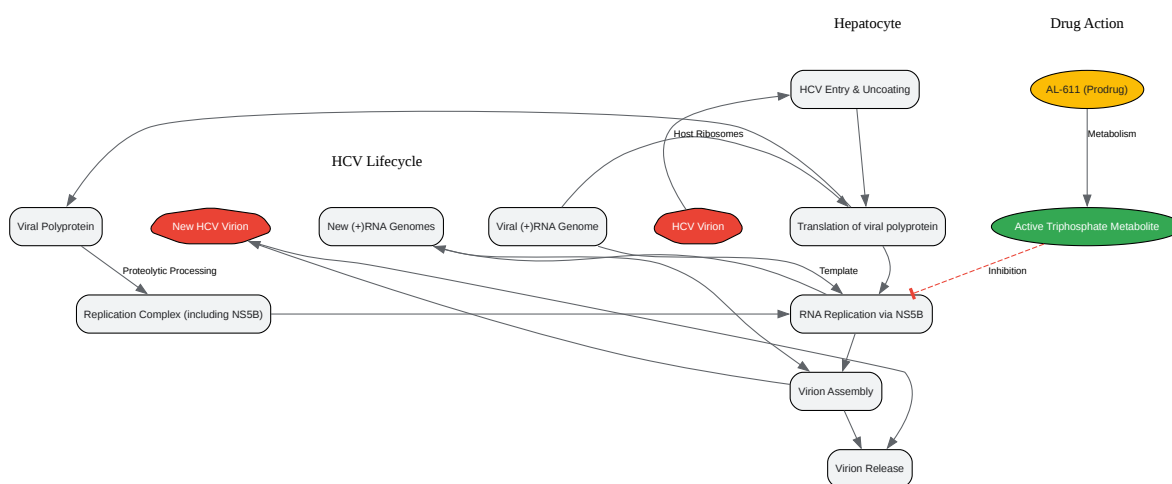 Hepatocyte
Drug Action
HCV Entry & Uncoating
AL-611 (Prodrug)
Host Ribosomes
Metabolism
HCV Lifecycle
Viral Polyprotein
New HCV Virion
New (+)RNA Genomes
Viral (+)RNA Genome
HCV Virion
Translation of viral polyprotein
Active Triphosphate Metabolite
Proteolytic Processing
Template
Inhibition
Replication Complex (including NS5B)
RNA Replication via NS5B
Virion Assembly
Virion Release